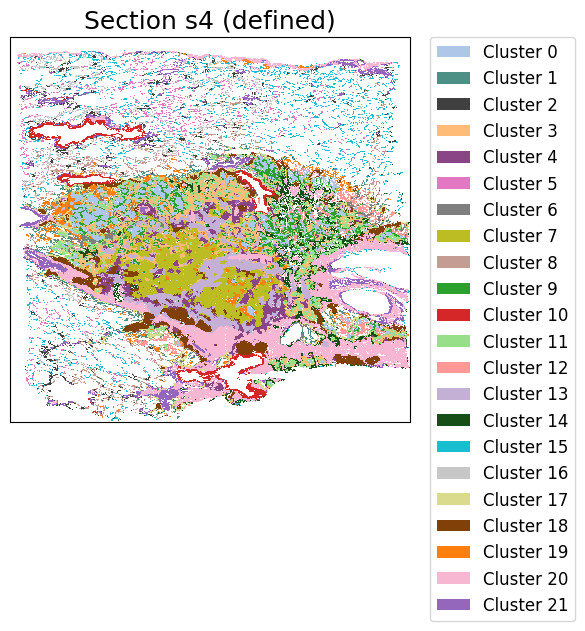 Section s4 (defined)
Cluster 0
Cluster 1
Cluster 2
Cluster 3
Cluster 4
Cluster 5
Cluster 6
Cluster 7
Cluster 8
Cluster 9
Cluster 10
Cluster 11
Cluster 12
Cluster 13
Cluster 14
Cluster 15
Cluster 16
Cluster 17
Cluster 18
Cluster 19
Cluster 20
Cluster 21